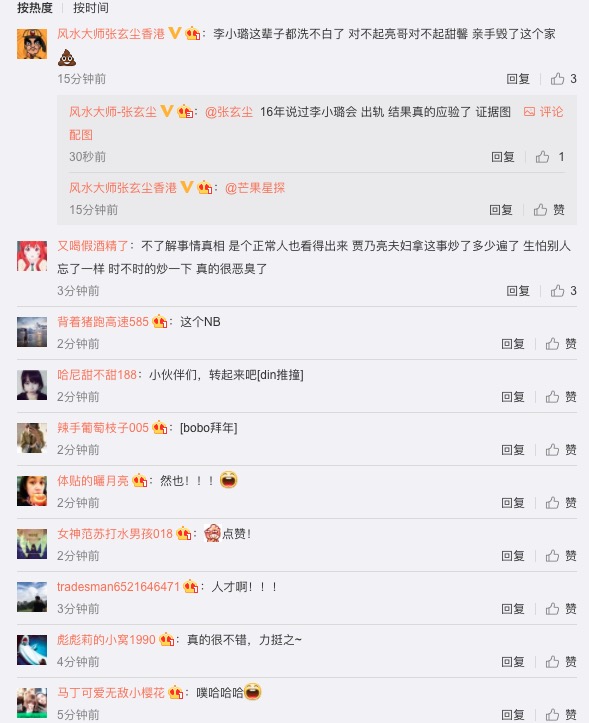 按热度 按时间
风水大师张玄尘香港：李小璐这辈子都洗不白了 对不起亮哥对不起甜馨 亲手毁了这个家
15分钟前 回复 3
风水大师-张玄尘：@张玄尘 16年说过李小璐会 出轨 结果真的应验了 证据图 评论
配图
30秒前 回复 1
风水大师张玄尘香港：@芒果星探
15分钟前 回复 赞
又喝假酒精了：不了解事情真相 是个正常人也看得出来 贾乃亮夫妇拿这事炒了多少遍了 生怕别人
忘了一样 时不时的炒一下 真的很恶臭了
3分钟前 回复 3
背着猪跑高速585：这个NB
2分钟前 回复 赞
哈尼甜不甜188：小伙伴们，转起来吧[din推撞]
2分钟前 回复 赞
辣手葡萄枝子005：[bobo拜年]
2分钟前 回复 赞
体贴的曬月亮：然也！！！
2分钟前 回复 赞
女神范苏打水男孩018：点赞！
2分钟前 回复 赞
tradesman6521646471：人才啊！！！
3分钟前 回复 赞
彪彪莉的小窝1990：真的很不错，力挺之~
4分钟前 回复 赞
马丁可爱无敌小樱花：噗哈哈哈
5分钟前 回复 赞